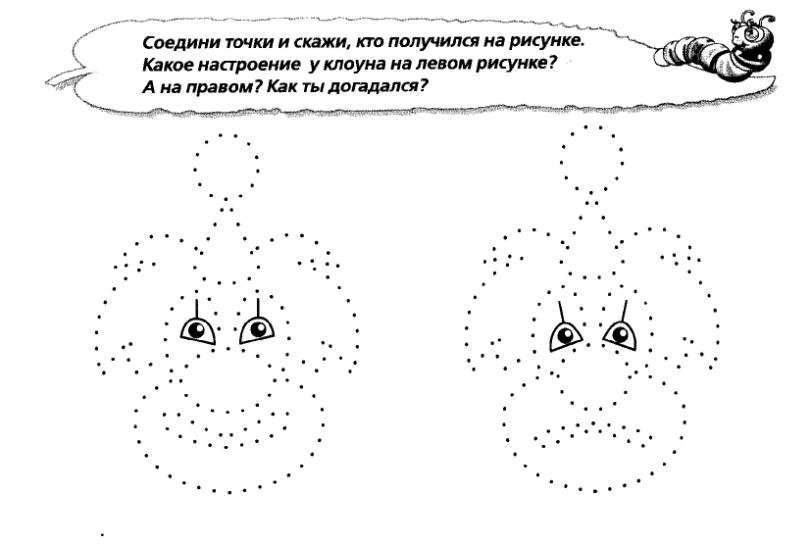 Соедини точки и скажи, кто получился на рисунке.
Какое настроение у клоуна на левом рисунке?
А на правом? Как ты догадался?